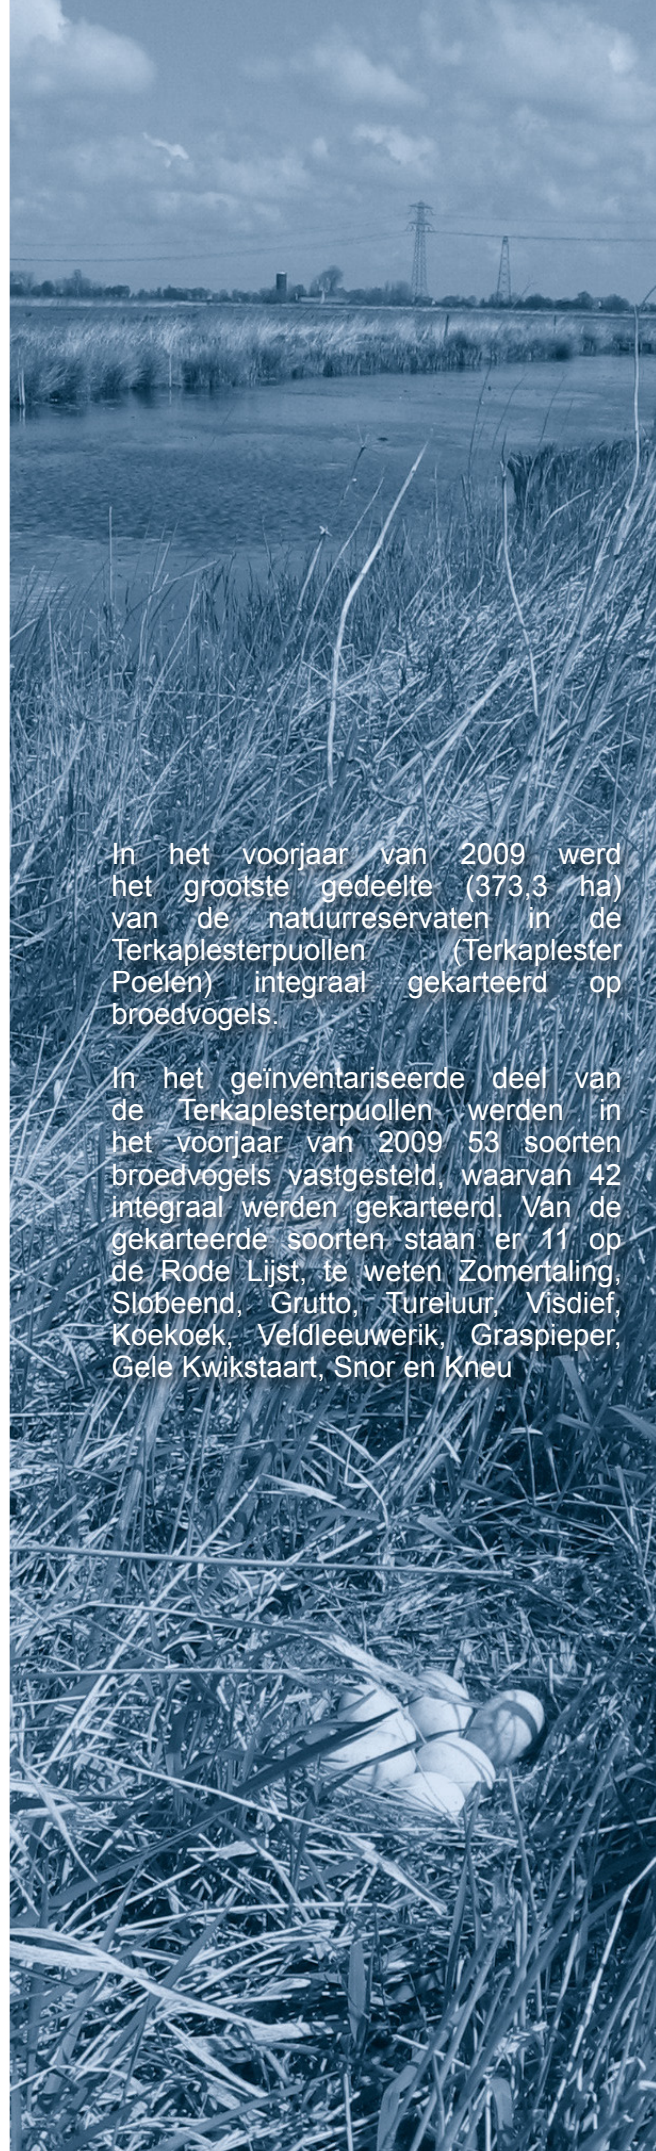 In het voorjaar van 2009 werd
het grootste gedeelte (373,3 ha)
van de natuurreservaten in de
Terkaplesterpuollen (Terkaplester
Poelen) integraal gekarteerd op
broedvogels.
In het geïnventariseerde deel van
de Terkaplesterpuollen werden in
het voorjaar van 2009 53 soorten
broedvogels vastgesteld, waarvan 42
integraal werden gekarteerd. Van de
gekarteerde soorten staan er 11 op
de Rode Lijst, te weten Zomertaling,
Slobeend, Grutto, Tureluur, Visdief,
Koekoek, Veldleeuwerik, Graspieper,
Gele Kwikstaart, Snor en Kneu